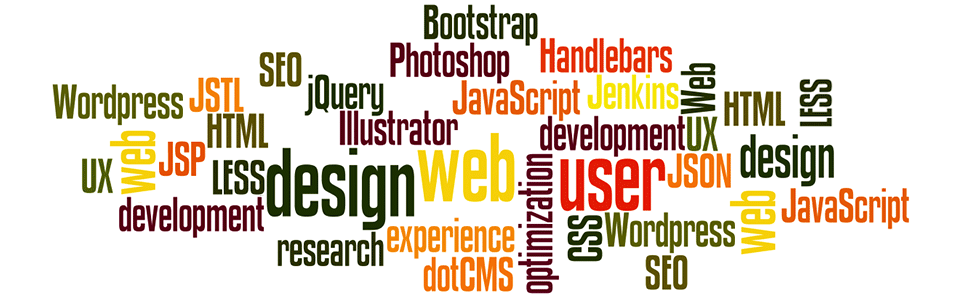 Bootstrap
Photoshop
Handlebars
SEO
jQuery
JavaScript
Jenkins
Web
Wordpress
JSTL
HTML
LESS
HTML
Illustrator
development
UX
web
JSP
UX
LESS
design
web
user
JSON
design
development
optimization
CSS
Wordpress
web
JavaScript
research
experience
dotCMS
SEO